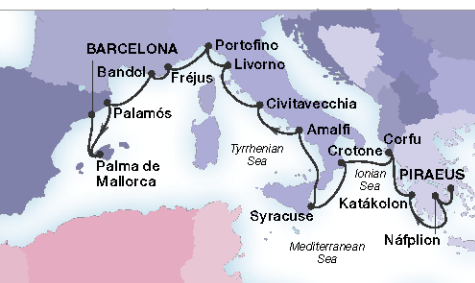 Portofino
BARCELONA
Livorno
Bandol
Fréjus
Civitavecchia
Palamós
Amalfi
Corfu
Crotone
Tyrrhenian
Sea
Palma de
Mallorca
Ionian
Sea
PIRAEUS
Katákolon
Syracuse
Náfplion
Mediterranean
Sea